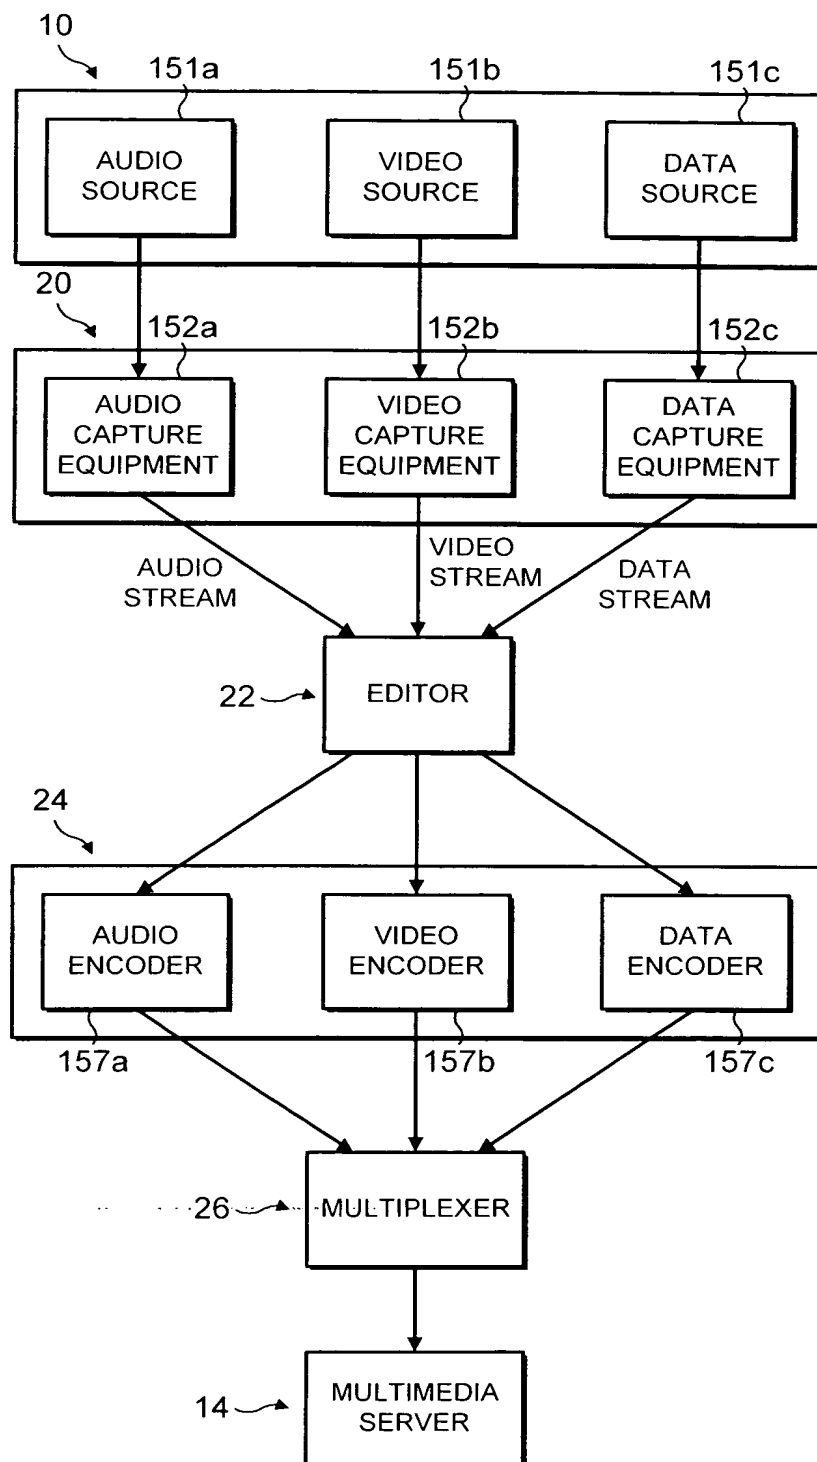 10
151a 151b 151c
AUDIO SOURCE
VIDEO SOURCE
DATA SOURCE
20
152a 152b 152c
AUDIO CAPTURE EQUIPMENT
VIDEO CAPTURE EQUIPMENT
DATA CAPTURE EQUIPMENT
AUDIO STREAM
VIDEO STREAM
DATA STREAM
22
EDITOR
24
AUDIO ENCODER
VIDEO ENCODER
DATA ENCODER
157a 157b 157c
26
MULTIPLEXER
14
MULTIMEDIA SERVER